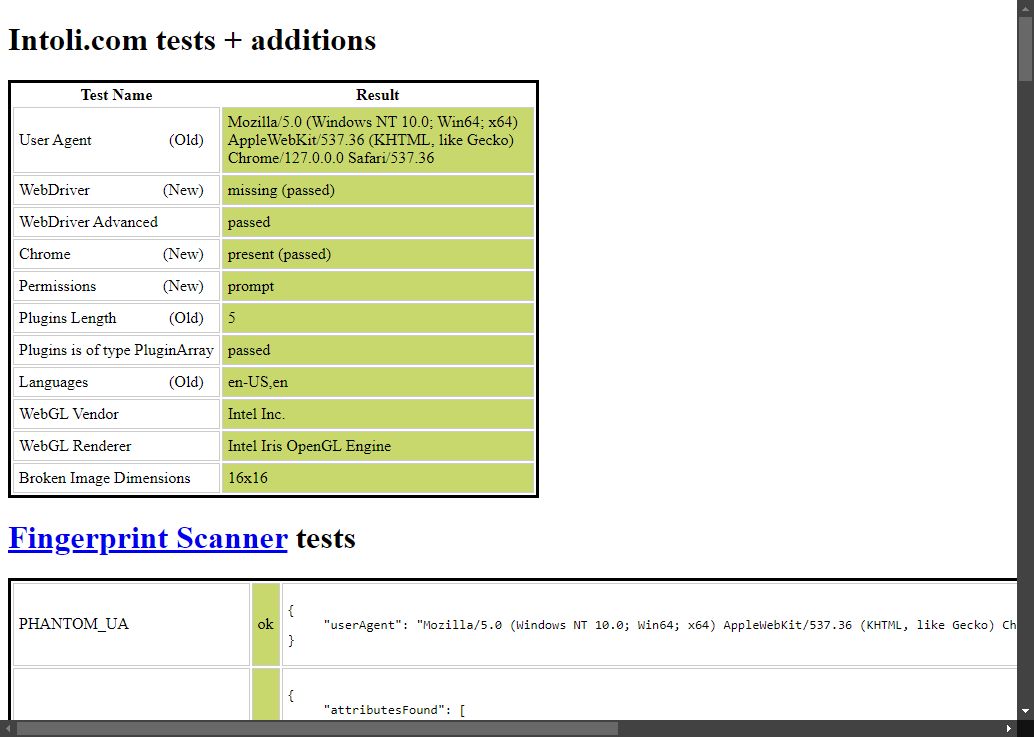 Intoli.com tests + additions
Test Name Result
User Agent (Old) Mozilla/5.0 (Windows NT 10.0; Win64; x64)
AppleWebKit/537.36 (KHTML, like Gecko)
Chrome/127.0.0.0 Safari/537.36
WebDriver (New) missing (passed)
WebDriver Advanced passed
Chrome (New) present (passed)
Permissions (New) prompt
Plugins Length (Old) 5
Plugins is of type PluginArray passed
Languages (Old) en-US,en
WebGL Vendor Intel Inc.
WebGL Renderer Intel Iris OpenGL Engine
Broken Image Dimensions 16x16
Fingerprint Scanner tests
PHANTOM_UA ok {
"userAgent": "Mozilla/5.0 (Windows NT 10.0; Win64; x64) AppleWebKit/537.36 (KHTML, like Gecko) Ch
}
{
"attributesFound": [